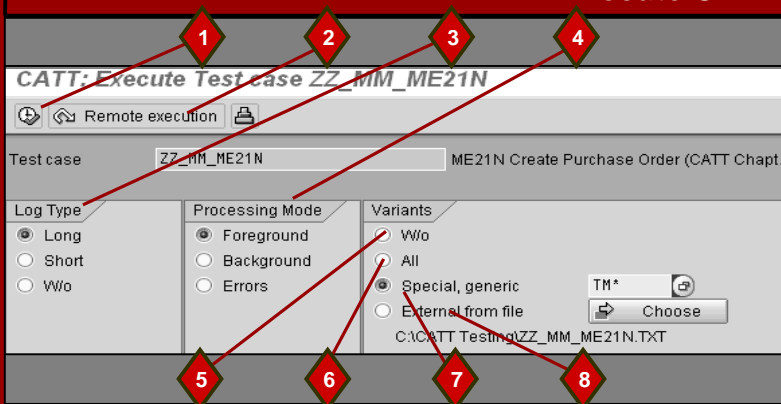 1 2 3 4
CATT: Execute Test case ZZ_MM_ME21N
Remote execution
Test case ZZ_MM_ME21N ME21N Create Purchase Order (CATT Chapt.
Log Type Processing Mode Variants
Long Foreground W/o
Short Background All
W/o Errors Special, generic TM*
External from file Choose
C:\CATT Testing\ZZ_MM_ME21N.TXT
5 6 7 8